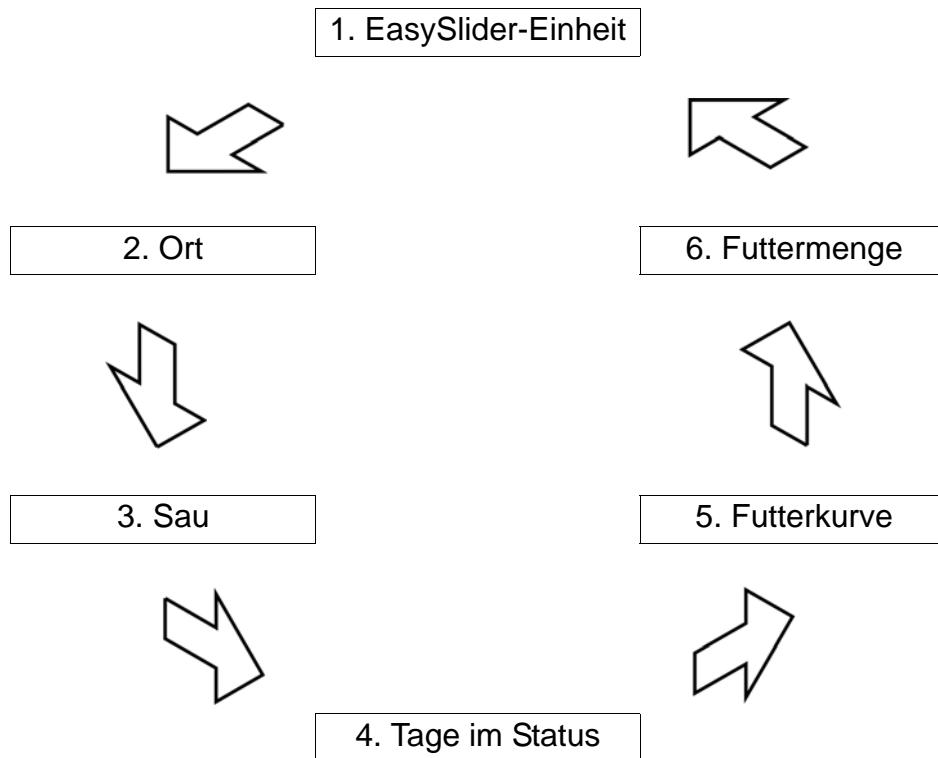 1. EasySlider-Einheit
2. Ort
6. Futtermenge
3. Sau
5. Futterkurve
4. Tage im Status